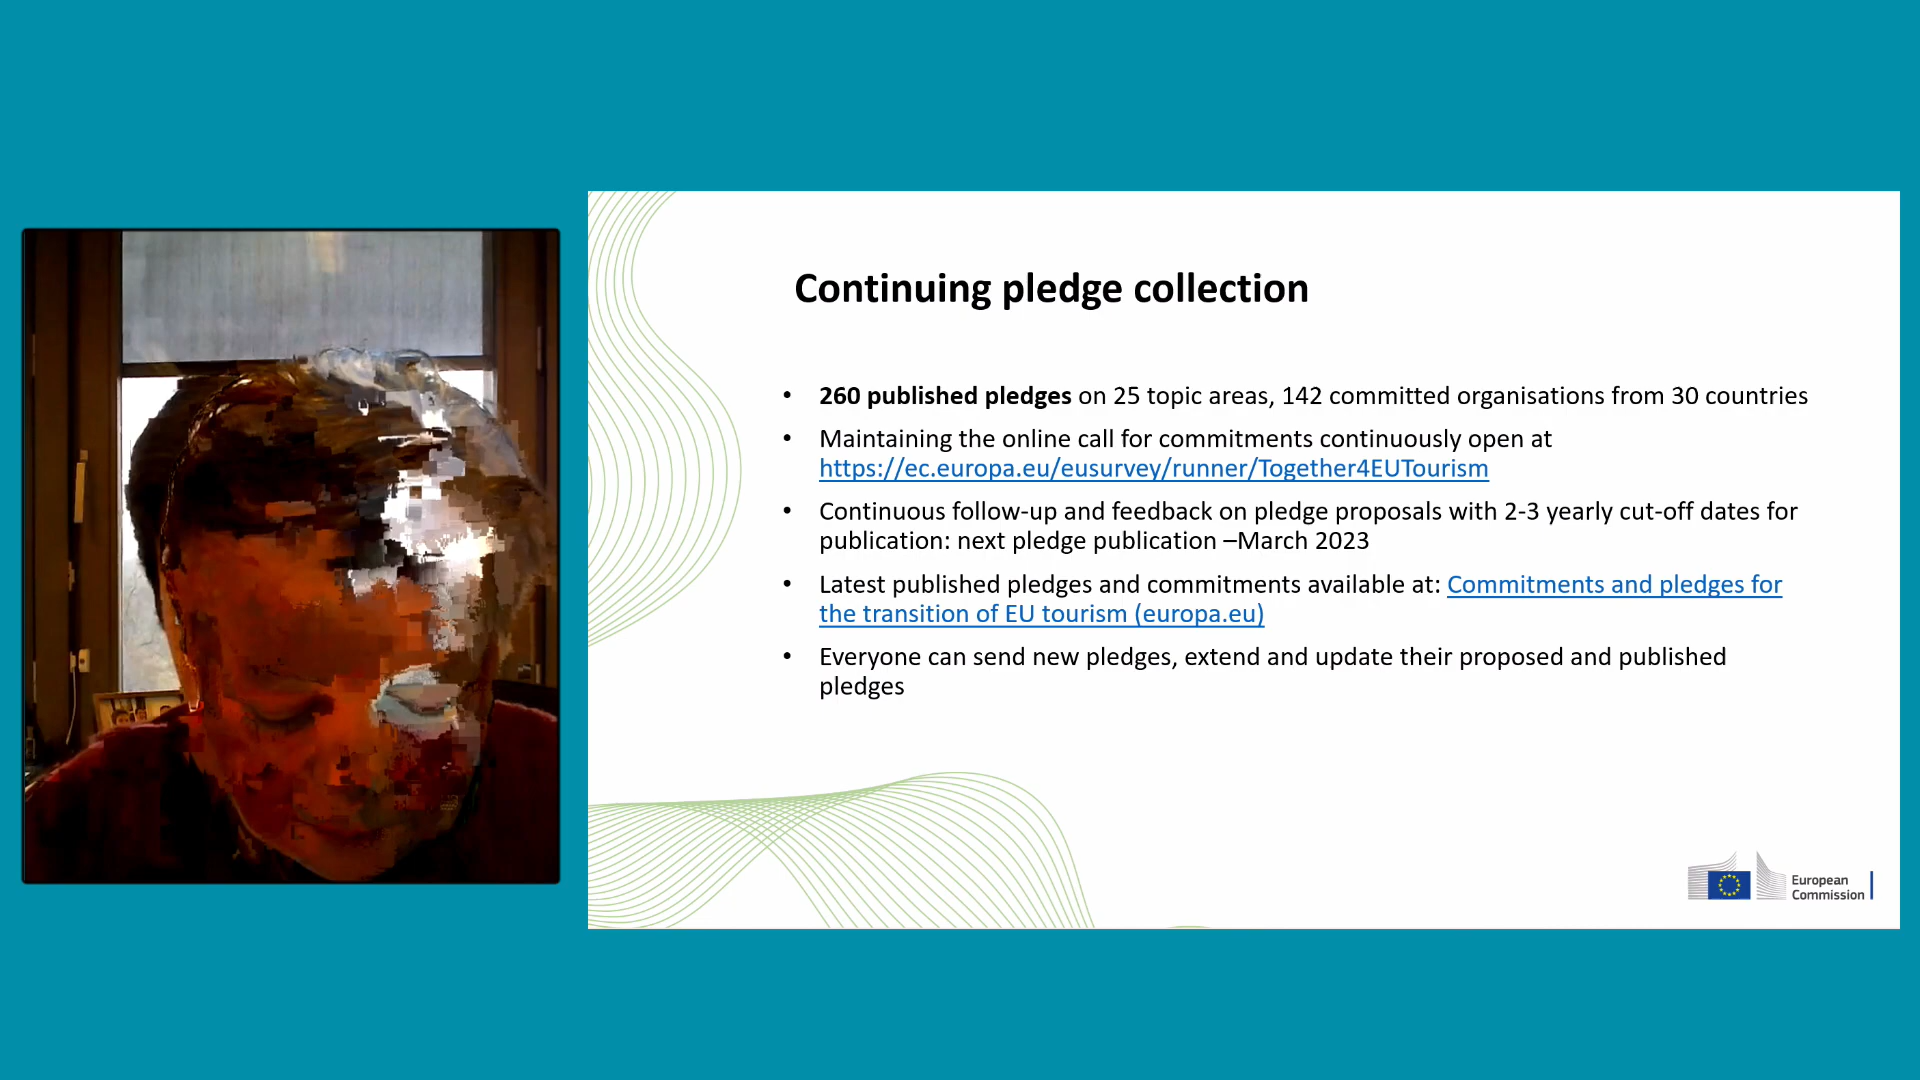 Continuing pledge collection
• 260 published pledges on 25 topic areas, 142 committed organisations from 30 countries
• Maintaining the online call for commitments continuously open at
https://ec.europa.eu/eusurvey/runner/Together4EUTourism
• Continuous follow-up and feedback on pledge proposals with 2-3 yearly cut-off dates for
publication: next pledge publication –March 2023
• Latest published pledges and commitments available at: Commitments and pledges for
the transition of EU tourism (europa.eu)
• Everyone can send new pledges, extend and update their proposed and published
pledges
European
Commission